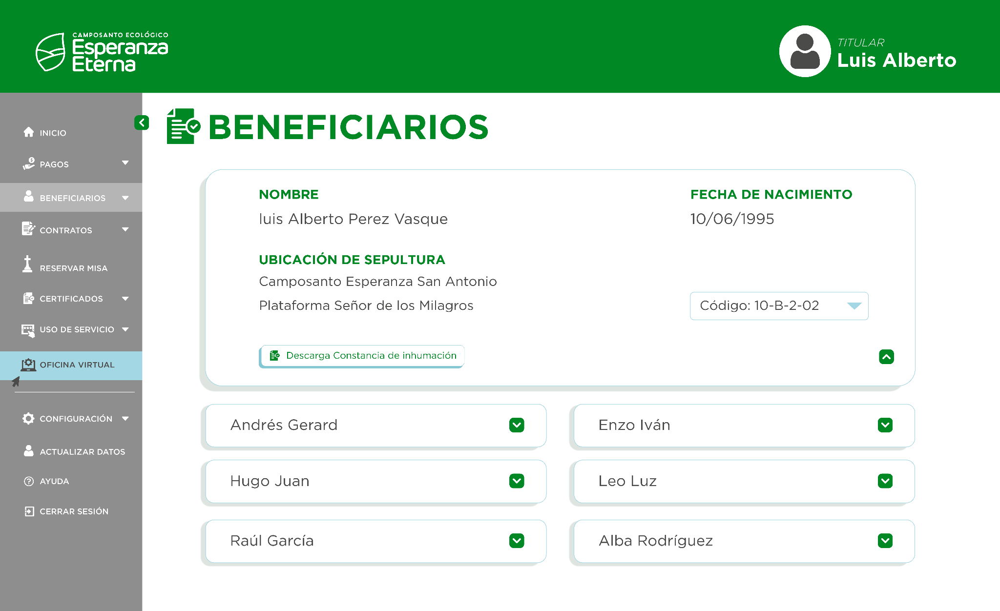 CAMPOSANTO ECOLÓGICO
Esperanza
Eterna
TITULAR
Luis Alberto
INICIO
PAGOS
BENEFICIARIOS
CONTRATOS
RESERVAR MISA
CERTIFICADOS
USO DE SERVICIO
OFICINA VIRTUAL
CONFIGURACIÓN
ACTUALIZAR DATOS
AYUDA
CERRAR SESIÓN
BENEFICIARIOS
NOMBRE
luis Alberto Perez Vasque
FECHA DE NACIMIENTO
10/06/1995
UBICACIÓN DE SEPULTURA
Camposanto Esperanza San Antonio
Plataforma Señor de los Milagros
Código: 10-B-2-02
Descarga Constancia de inhumación
Andrés Gerard
Enzo Iván
Hugo Juan
Leo Luz
Raúl García
Alba Rodríguez